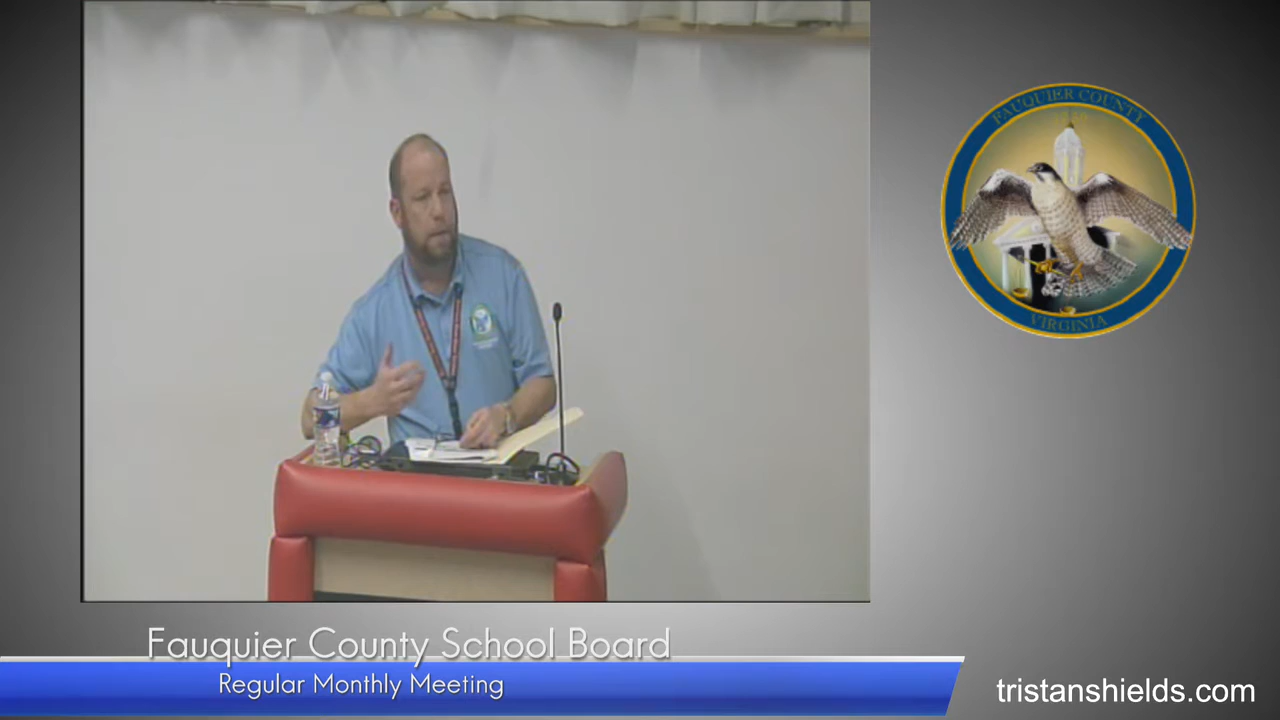 FAUQUIER COUNTY
VIRGINIA
Fauquier County School Board
Regular Monthly Meeting
tristanshields.com